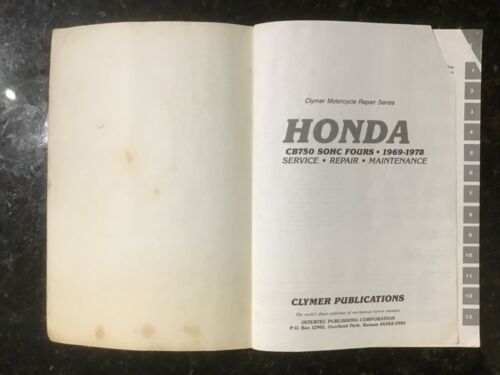 Clymer Motorcycle Repair Series
HONDA
CB750 SOHC FOURS • 1969-1978
SERVICE • REPAIR • MAINTENANCE
CLYMER PUBLICATIONS
The world's finest publisher of mechanical how-to manuals
INTERTEC PUBLISHING CORPORATION
P.O. Box 12901, Overland Park, Kansas 66282-2901
1
2
3
4
5
6
7
8
9
10
11
12
13